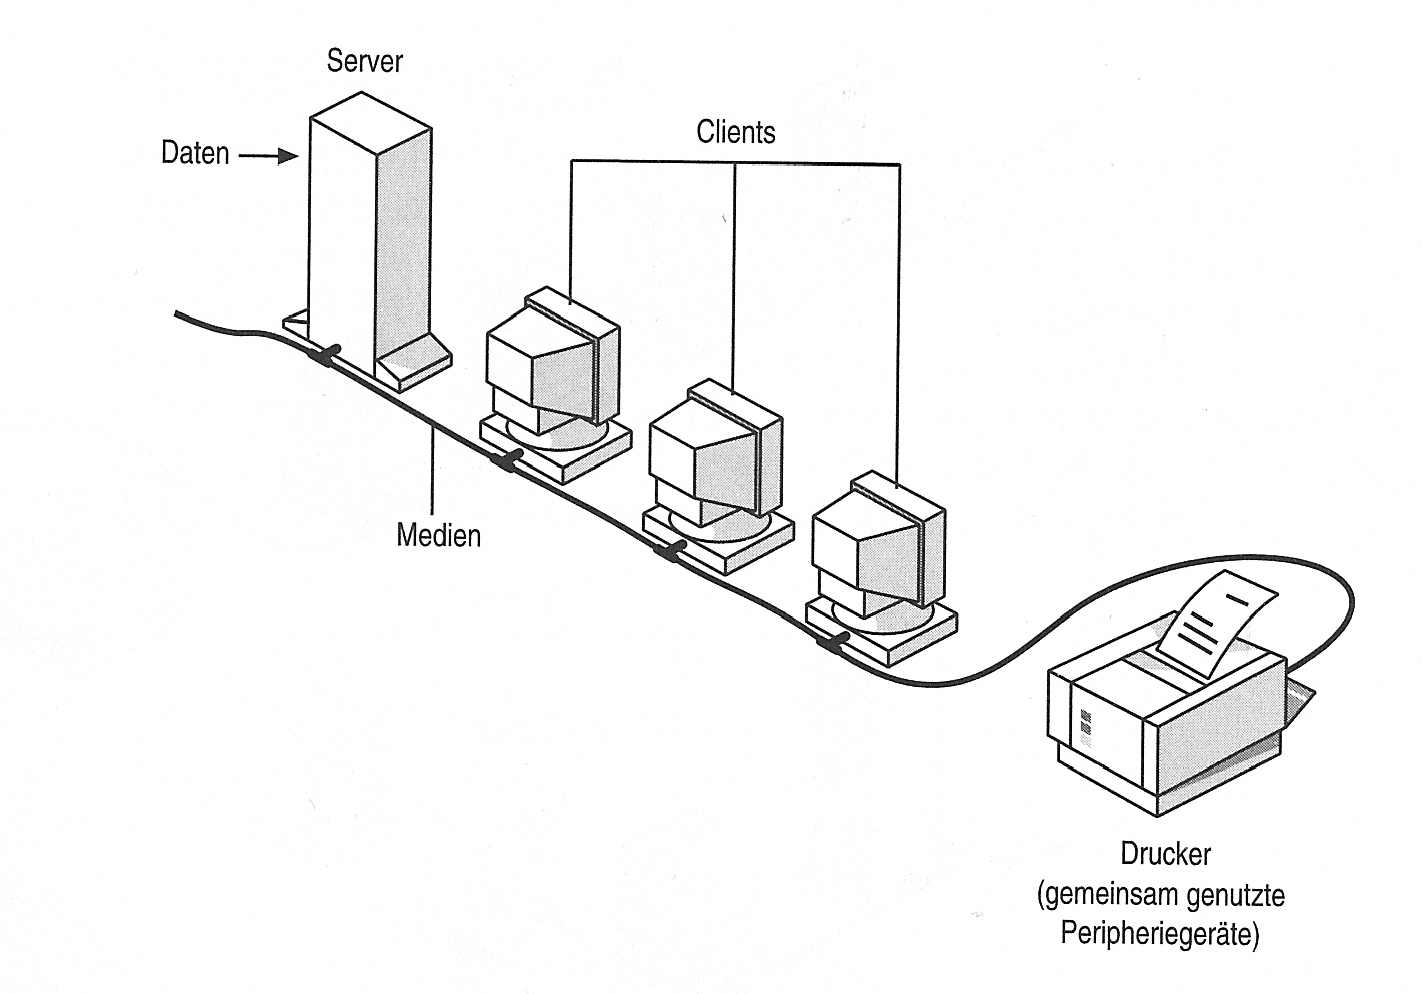 Server
Daten
Clients
Medien
Drucker
(gemeinsam genutzte
Peripheriegeräte)